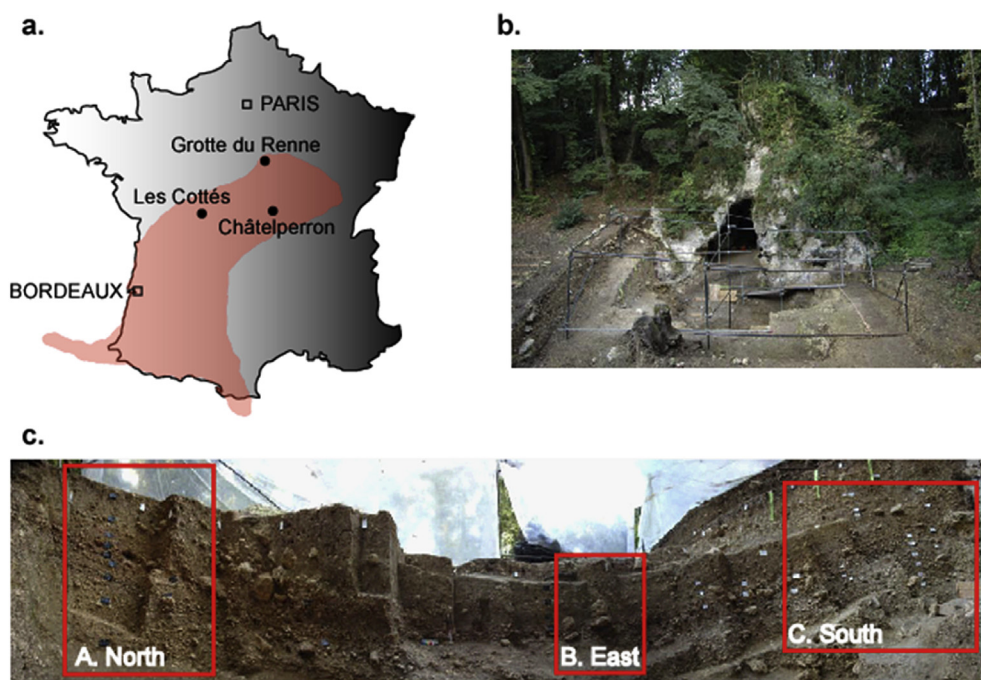 a.
PARIS
Grotte du Renne
Les Cottés
Châtelperron
BORDEAUX
b.
c.
A. North
B. East
C. South